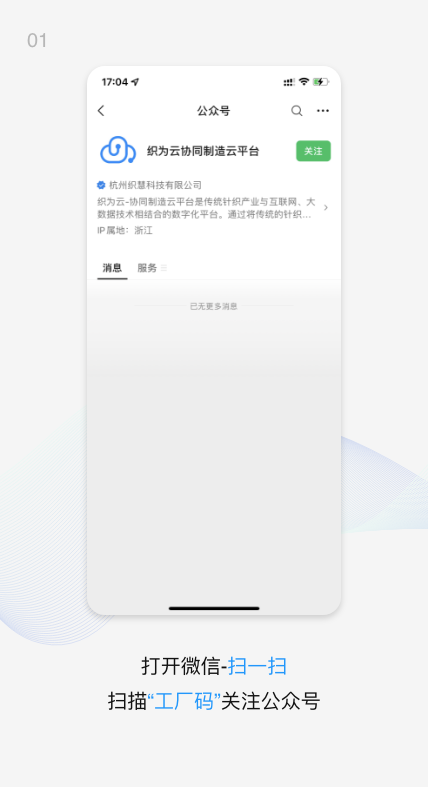 01
17:04
公众号
织为云协同制造云平台
关注
杭州织慧科技有限公司
织为云-协同制造云平台是传统针织产业与互联网、大
数据技术相结合的数字化平台。通过将传统的针织...
IP属地：浙江
消息 服务
已无更多消息
打开微信-扫一扫
扫描“工厂码”关注公众号